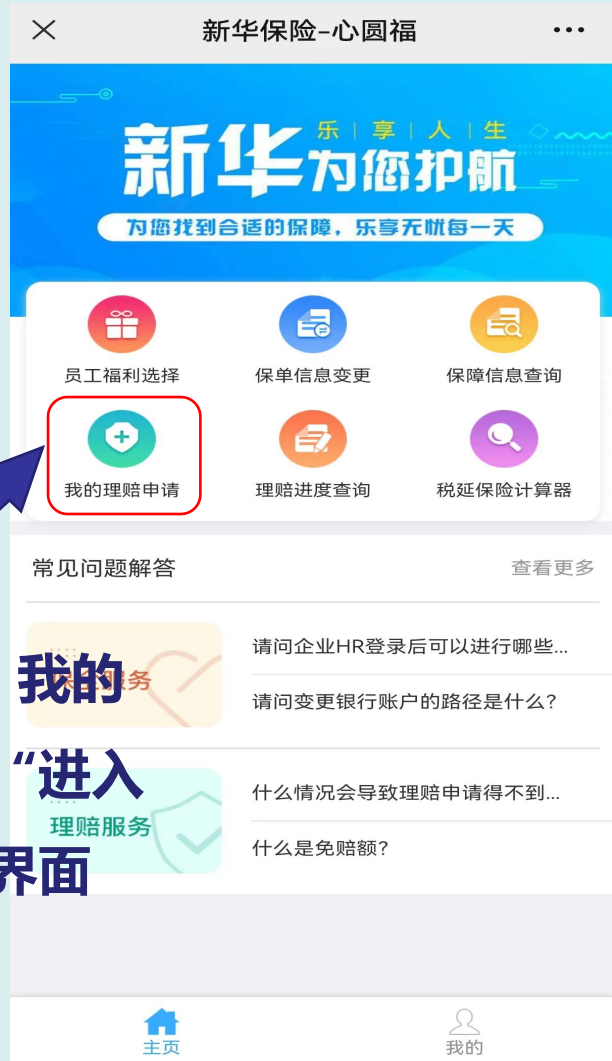 新华保险-心圆福
乐 | 享 | 人 | 生
新华为您护航
为您找到合适的保障，乐享无忧每一天
员工福利选择
保单信息变更
保障信息查询
我的理赔申请
理赔进度查询
税延保险计算器
常见问题解答
查看更多
请问企业HR登录后可以进行哪些...
保全服务
我的
请问变更银行账户的路径是什么?
“进入
什么情况会导致理赔申请得不到...
理赔服务
什么是免赔额?
界面
主页
我的